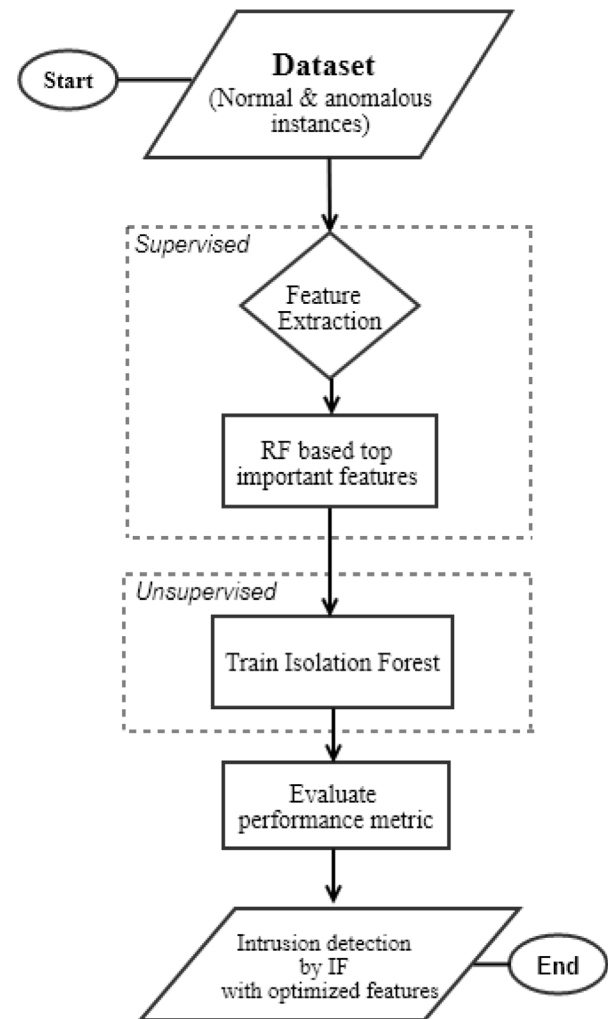 Start
Dataset
(Normal & anomalous
instances)
Supervised
Feature
Extraction
RF based top
important features
Unsupervised
Train Isolation Forest
Evaluate
performance metric
Intrusion detection
by IF
with optimized features
End